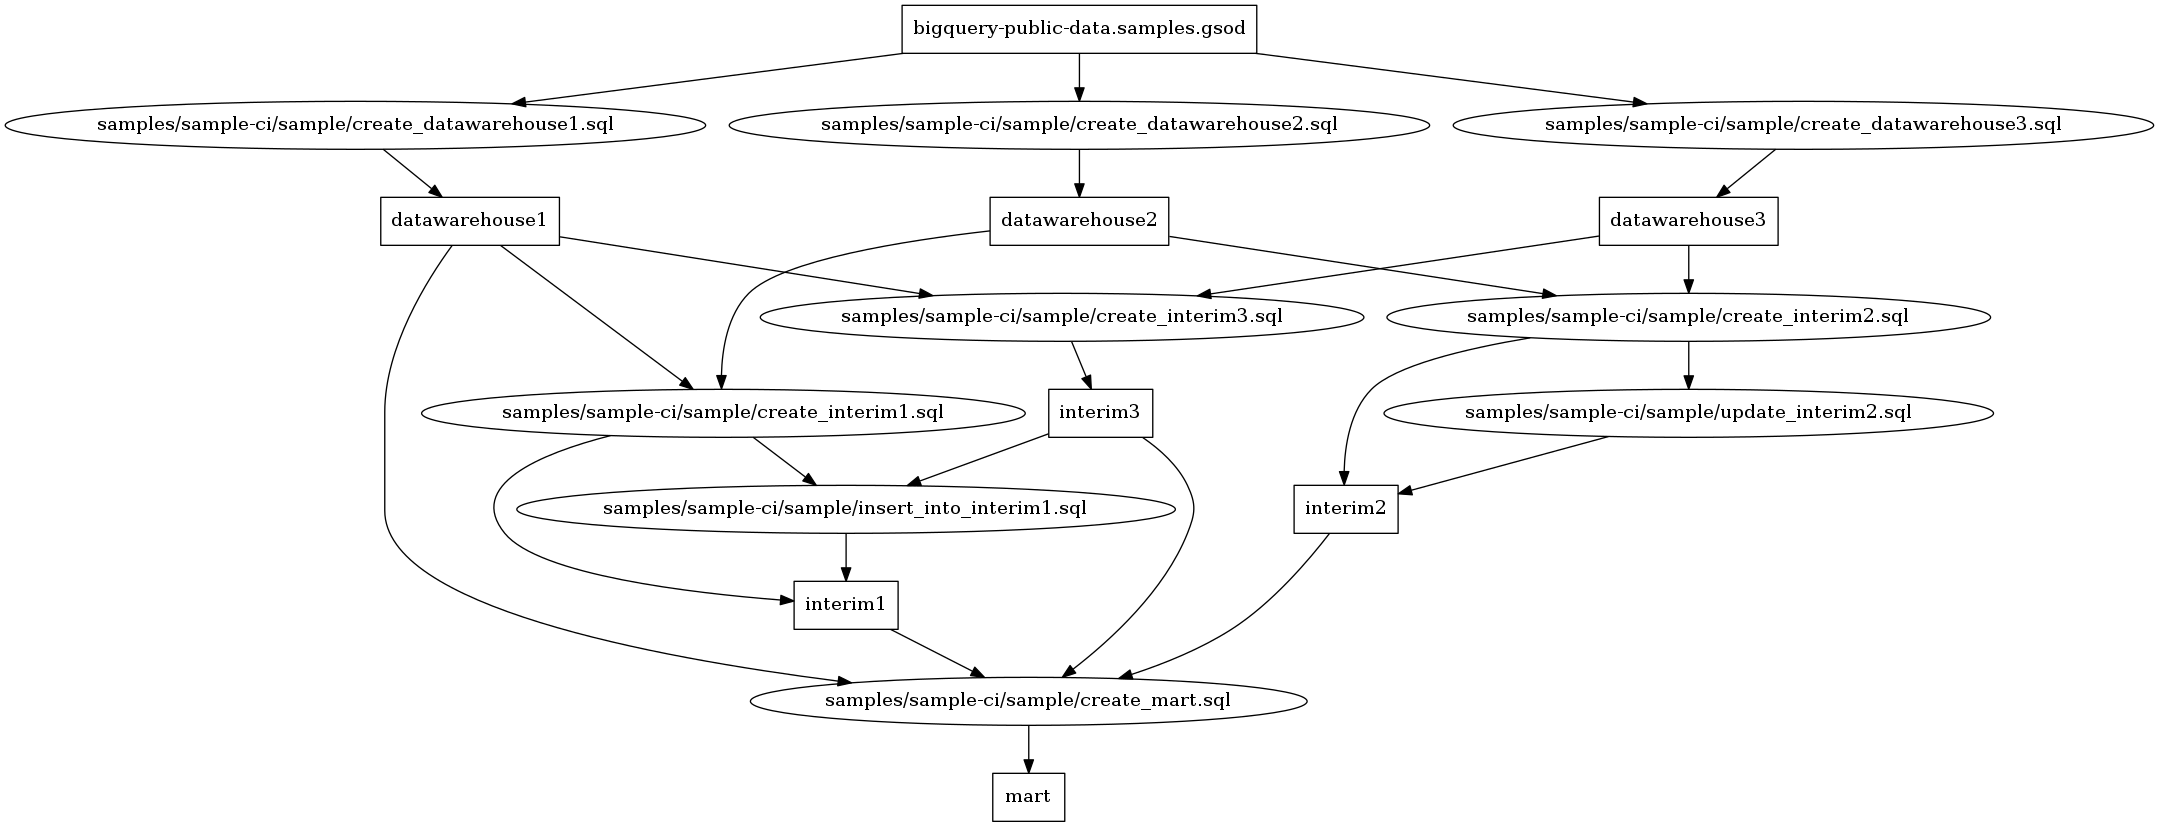 bigquery-public-data.samples.gsod
samples/sample-ci/sample/create_datawarehouse1.sql
samples/sample-ci/sample/create_datawarehouse2.sql
samples/sample-ci/sample/create_datawarehouse3.sql
datawarehouse1
datawarehouse2
datawarehouse3
samples/sample-ci/sample/create_interim3.sql
samples/sample-ci/sample/create_interim2.sql
samples/sample-ci/sample/create_interim1.sql
interim3
samples/sample-ci/sample/update_interim2.sql
samples/sample-ci/sample/insert_into_interim1.sql
interim2
interim1
samples/sample-ci/sample/create_mart.sql
mart